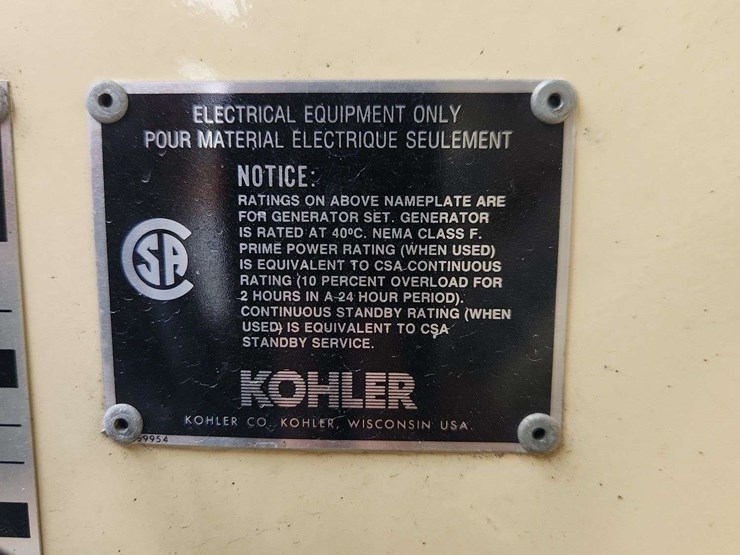 ELECTRICAL EQUIPMENT ONLY
POUR MATERIAL ELECTRIQUE SEULEMENT
NOTICE:
RATINGS ON ABOVE NAMEPLATE ARE
FOR GENERATOR SET. GENERATOR
IS RATED AT 40ºC. NEMA CLASS F.
PRIME POWER RATING (WHEN USED)
IS EQUIVALENT TO CSA CONTINUOUS
RATING (10 PERCENT OVERLOAD FOR
2 HOURS IN A 24 HOUR PERIOD).
CONTINUOUS STANDBY RATING (WHEN
USED) IS EQUIVALENT TO CSA
STANDBY SERVICE.
CSA
KOHLER
KOHLER CO. KOHLER, WISCONSIN USA.